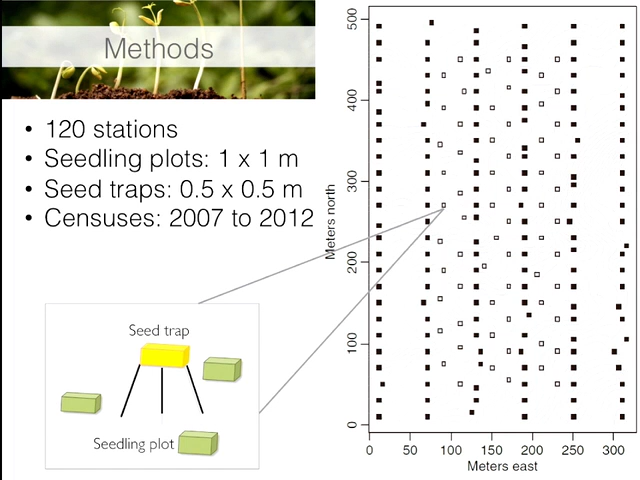 Methods
• 120 stations
• Seedling plots: 1 x 1 m
• Seed traps: 0.5 x 0.5 m
• Censuses: 2007 to 2012
Seed trap
Seedling plot
Meters north
500
400
300
200
100
0
0 50 100 150 200 250 300
Meters east